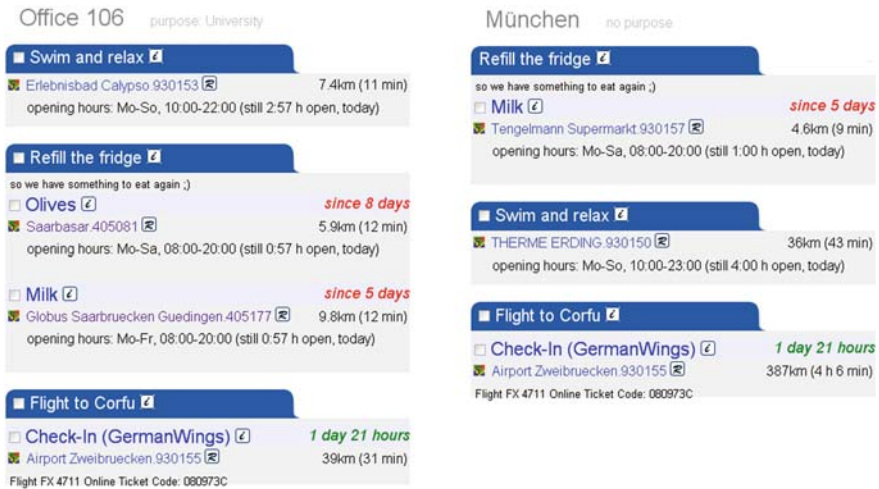 Office 106 purpose: University
Swim and relax i
Erlebnisbad Calypso.930153 R 7.4km (11 min)
opening hours: Mo-So, 10:00-22:00 (still 2:57 h open, today)
Refill the fridge i
so we have something to eat again ;)
Olives i since 8 days
Saarbasar.405081 R 5.9km (12 min)
opening hours: Mo-Sa, 08:00-20:00 (still 0:57 h open, today)
Milk i since 5 days
Globus Saarbruecken Guedingen.405177 R 9.8km (12 min)
opening hours: Mo-Fr, 08:00-20:00 (still 0:57 h open, today)
Flight to Corfu i
Check-In (GermanWings) i 1 day 21 hours
Airport Zweibruecken.930155 R 39km (31 min)
Flight FX 4711 Online Ticket Code: 080973C
München no purpose
Refill the fridge i
so we have something to eat again ;)
Milk i since 5 days
Tengelmann Supermarkt.930157 R 4.6km (9 min)
opening hours: Mo-Sa, 08:00-20:00 (still 1:00 h open, today)
Swim and relax i
THERME ERDING.930150 R 36km (43 min)
opening hours: Mo-So, 10:00-23:00 (still 4:00 h open, today)
Flight to Corfu i
Check-In (GermanWings) i 1 day 21 hours
Airport Zweibruecken.930155 R 387km (4 h 6 min)
Flight FX 4711 Online Ticket Code: 080973C